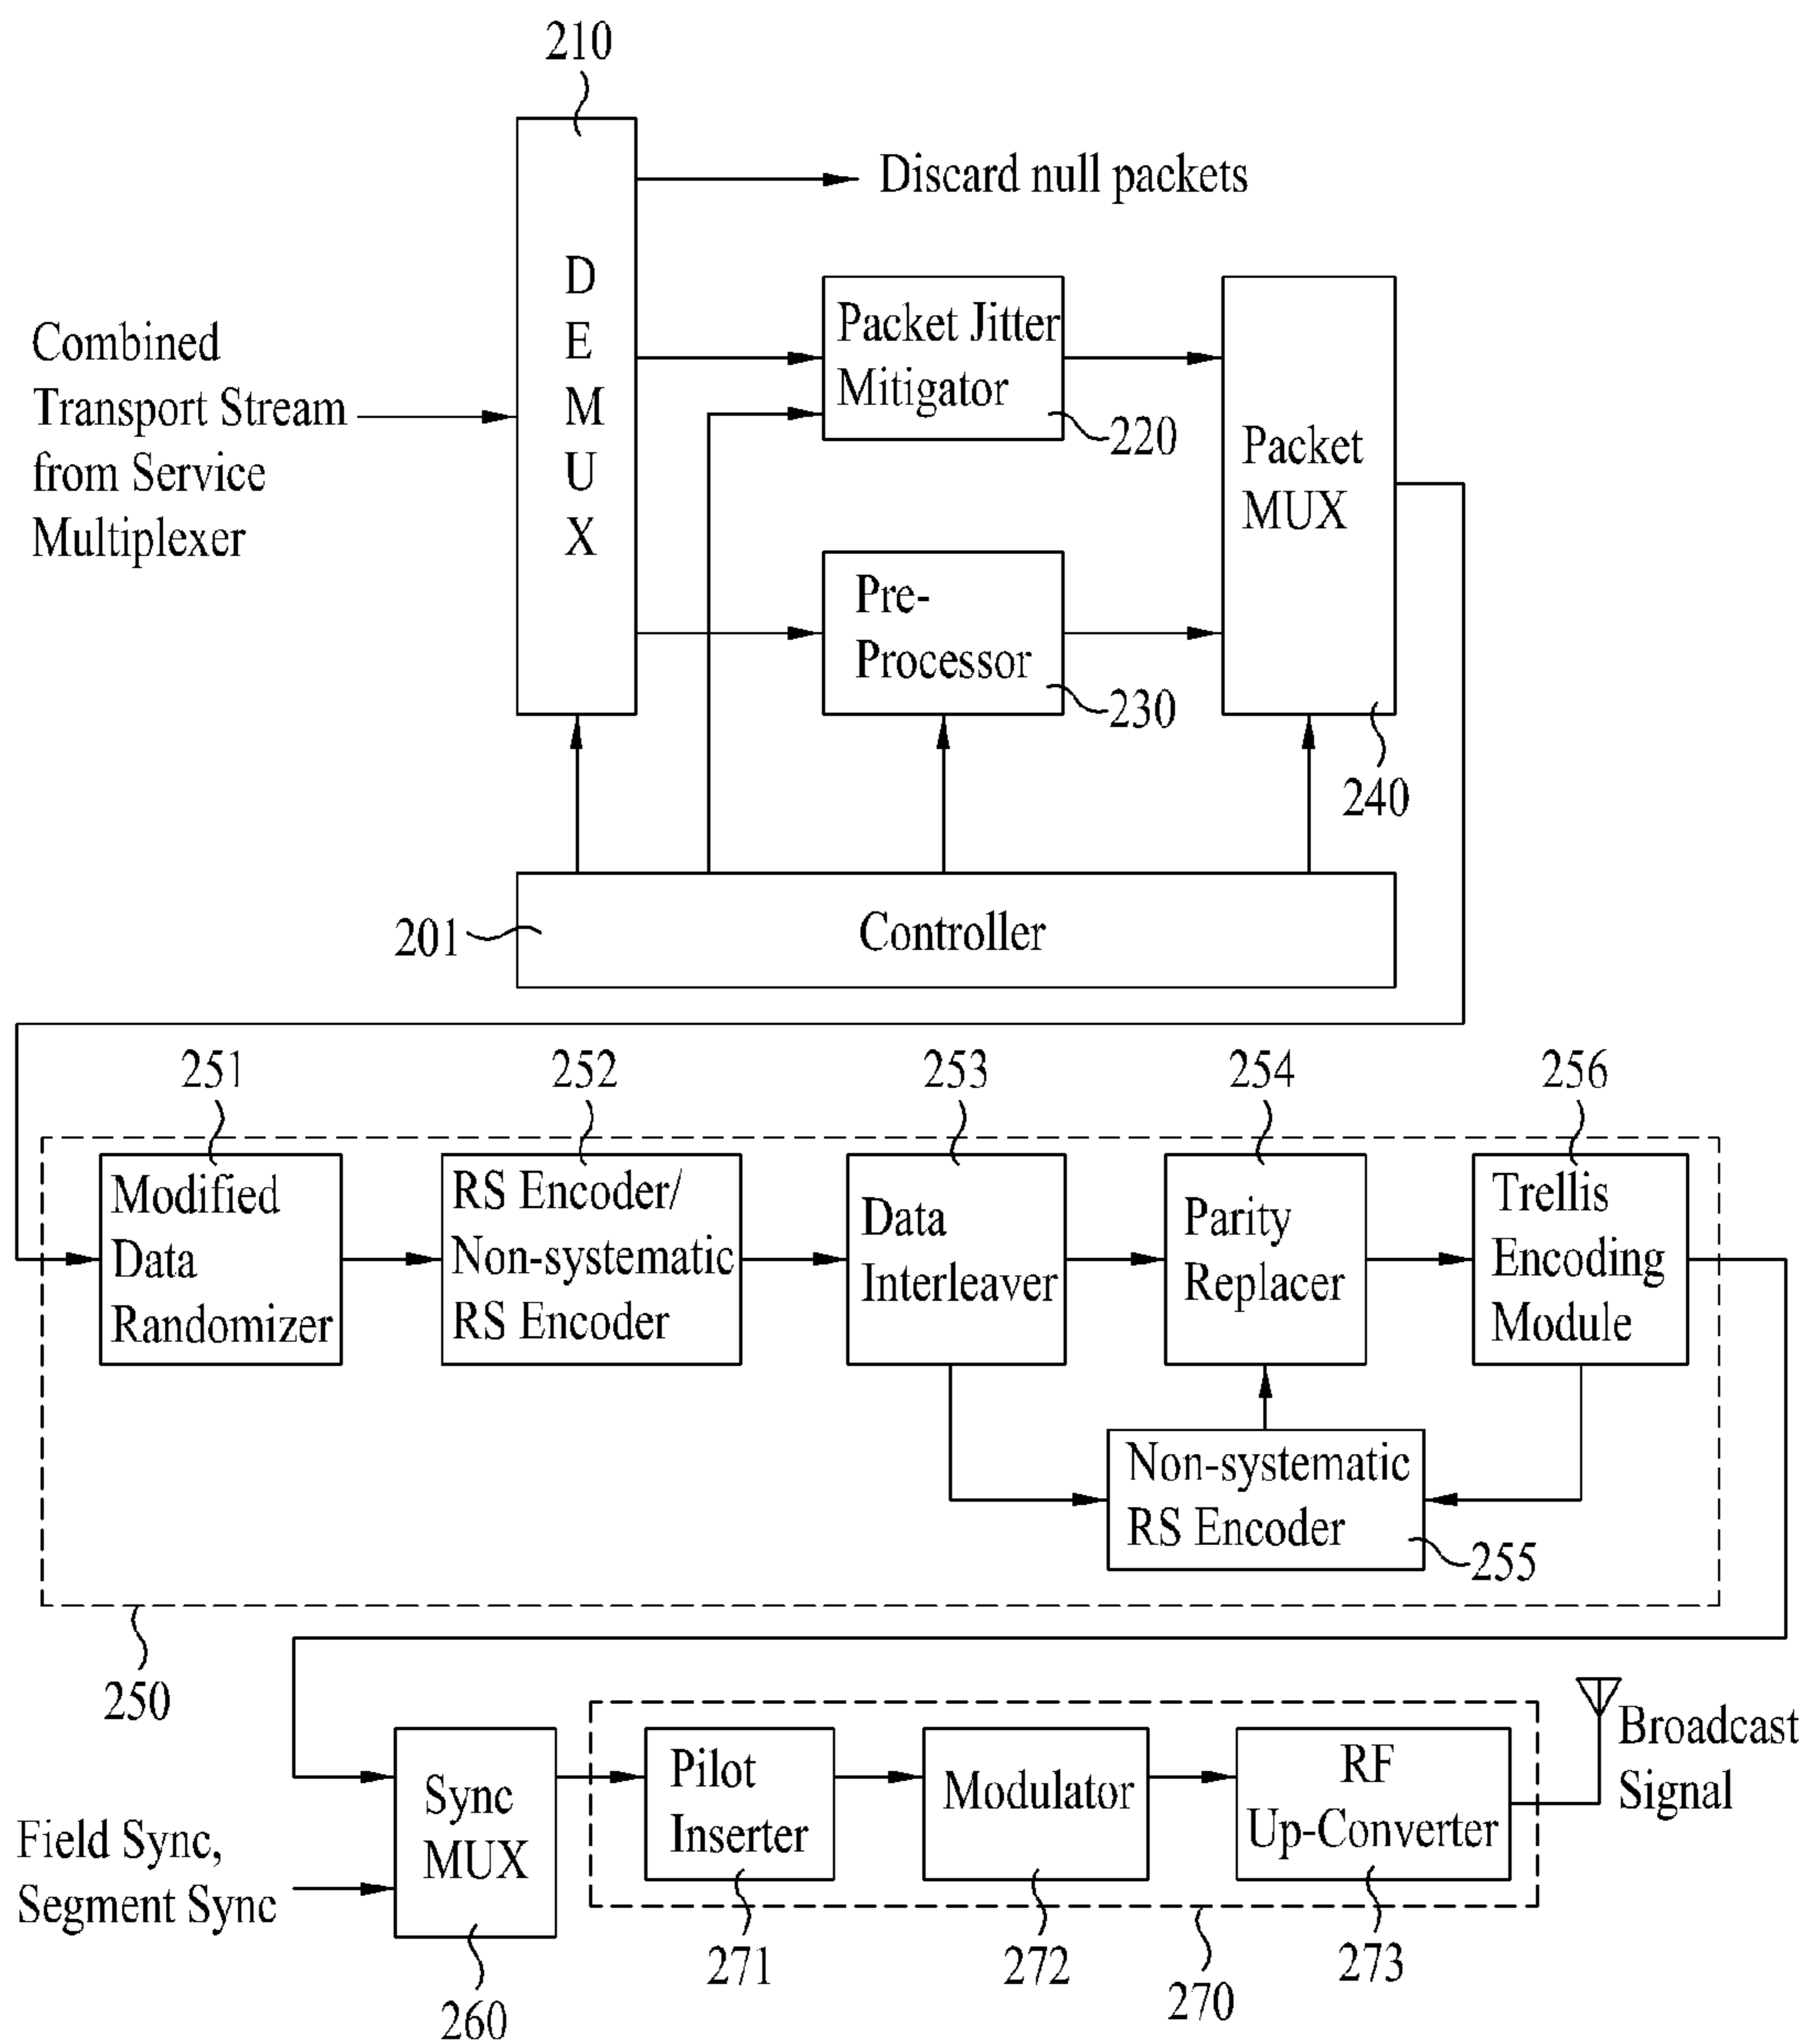 210
Discard null packets
D
E
M
U
X
Combined
Transport Stream
from Service
Multiplexer
Packet Jitter
Mitigator
220
Packet
MUX
Pre-
Processor
230
240
201
Controller
251
252
253
254
256
Modified
Data
Randomizer
RS Encoder/
Non-systematic
RS Encoder
Data
Interleaver
Parity
Replacer
Trellis
Encoding
Module
Non-systematic
RS Encoder
255
250
Sync
MUX
Pilot
Inserter
Modulator
RF
Up-Converter
Broadcast
Signal
Field Sync,
Segment Sync
260
271
272
270
273